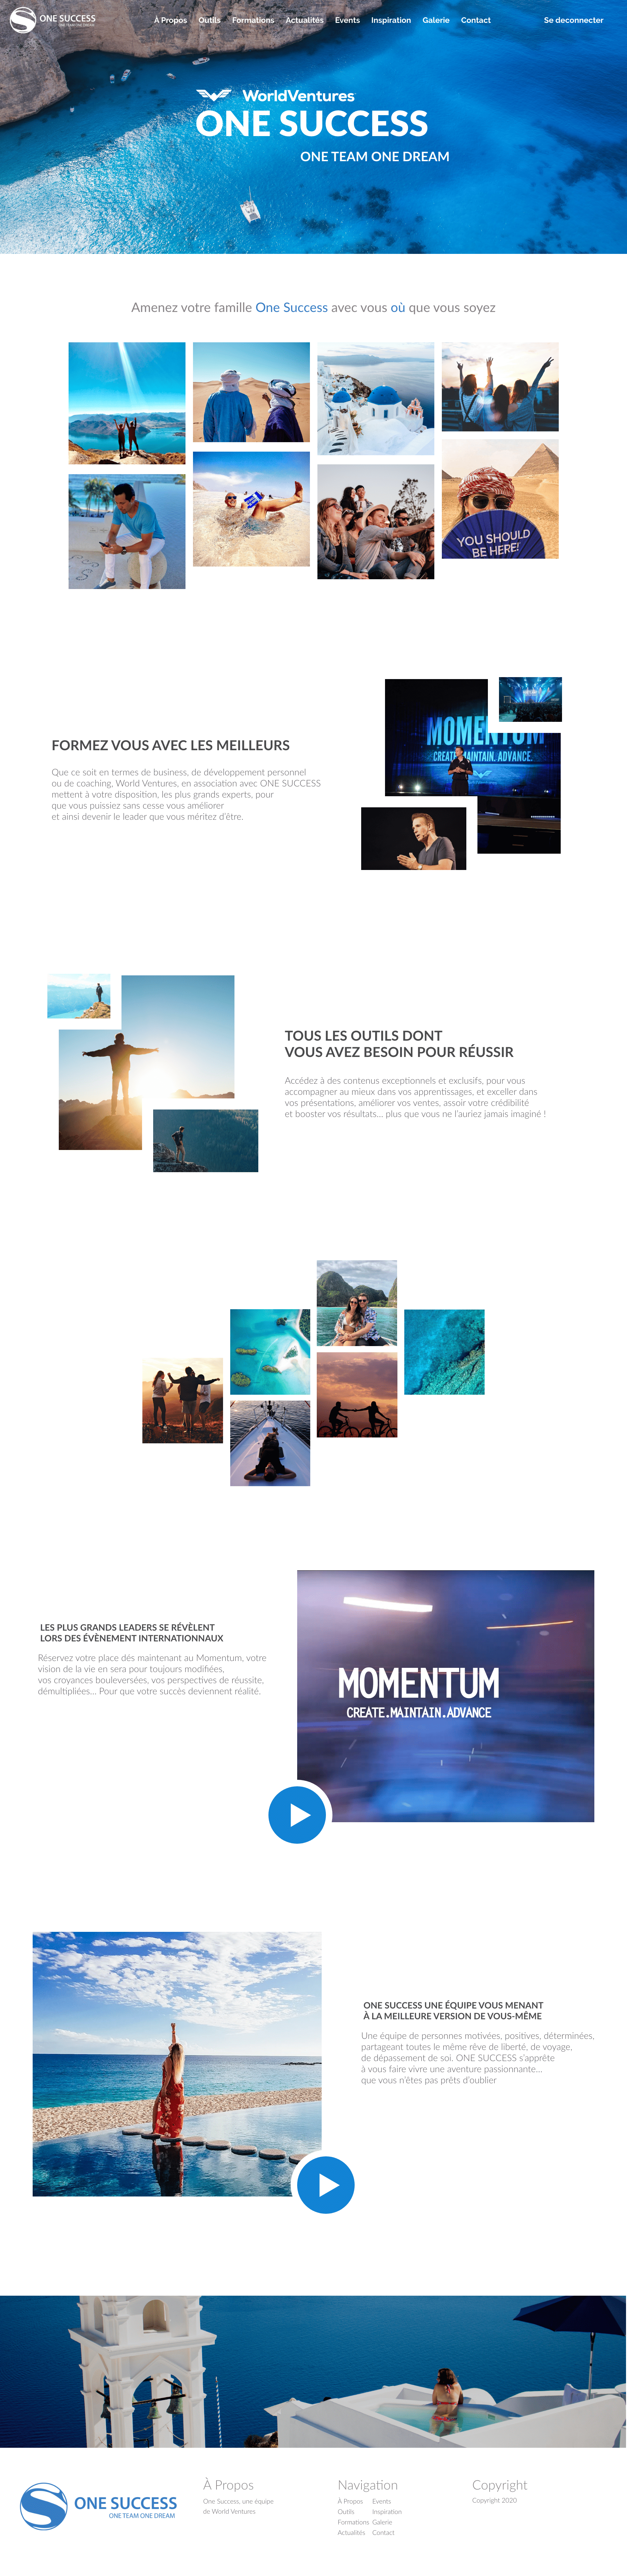 ONE SUCCESS
ONE TEAM ONE DREAM
À Propos Outils Formations Actualités Events Inspiration Galerie Contact Se deconnecter
WorldVentures
ONE SUCCESS
ONE TEAM ONE DREAM
Amenez votre famille One Success avec vous où que vous soyez
YOU SHOULD
BE HERE!
FORMEZ VOUS AVEC LES MEILLEURS
Que ce soit en termes de business, de développement personnel
ou de coaching, World Ventures, en association avec ONE SUCCESS
mettent à votre disposition, les plus grands experts, pour
que vous puissiez sans cesse vous améliorer
et ainsi devenir le leader que vous méritez d'être.
MOMENTUM
CREATE.MAINTAIN.ADVANCE.
TOUS LES OUTILS DONT
VOUS AVEZ BESOIN POUR RÉUSSIR
Accédez à des contenus exceptionnels et exclusifs, pour vous
accompagner au mieux dans vos apprentissages, et exceller dans
vos présentations, améliorer vos ventes, assoir votre crédibilité
et booster vos résultats... plus que vous ne l'auriez jamais imaginé !
LES PLUS GRANDS LEADERS SE RÉVÈLENT
LORS DES ÉVÈNEMENT INTERNATIONNAUX
Réservez votre place dès maintenant au Momentum, votre
vision de la vie en sera pour toujours modifiées,
vos croyances bouleversées, vos perspectives de réussite,
démultipliées... Pour que votre succès deviennent réalité.
MOMENTUM
CREATE.MAINTAIN.ADVANCE
ONE SUCCESS UNE ÉQUIPE VOUS MENANT
À LA MEILLEURE VERSION DE VOUS-MÊME
Une équipe de personnes motivées, positives, déterminées,
partageant toutes le même rêve de liberté, de voyage,
de dépassement de soi. ONE SUCCESS s'apprête
à vous faire vivre une aventure passionnante...
que vous n'êtes pas prêts d'oublier
ONE SUCCESS
ONE TEAM ONE DREAM
À Propos
One Success, une équipe
de World Ventures
Navigation
À Propos Events
Outils Inspiration
Formations Galerie
Actualités Contact
Copyright
Copyright 2020